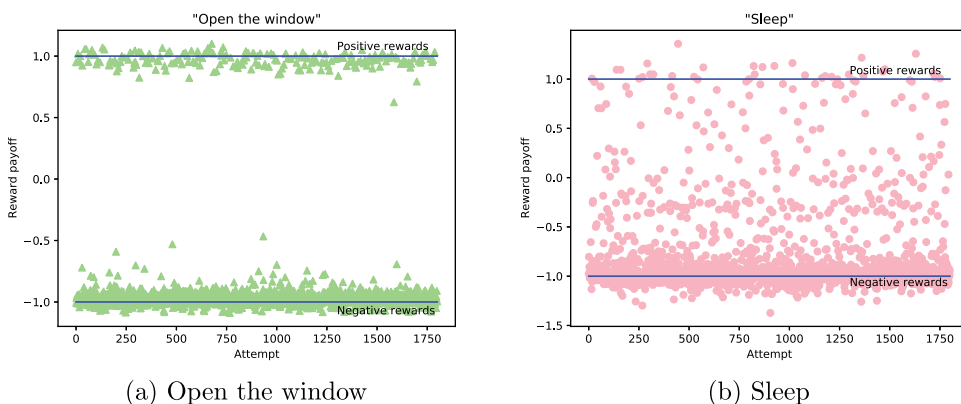 "Open the window"
Positive rewards
1.0
0.5
0.0
−0.5
−1.0
Reward payoff
Negative rewards
0 250 500 750 1000 1250 1500 1750
Attempt
(a) Open the window
"Sleep"
Positive rewards
1.0
0.5
0.0
−0.5
−1.0
−1.5
Reward payoff
Negative rewards
0 250 500 750 1000 1250 1500 1750
Attempt
(b) Sleep